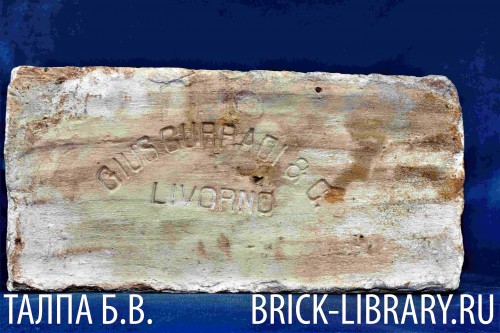 GIUS. CURRADI & C.
LIVORNO
ТАЛПА Б.В. BRICK-LIBRARY.RU